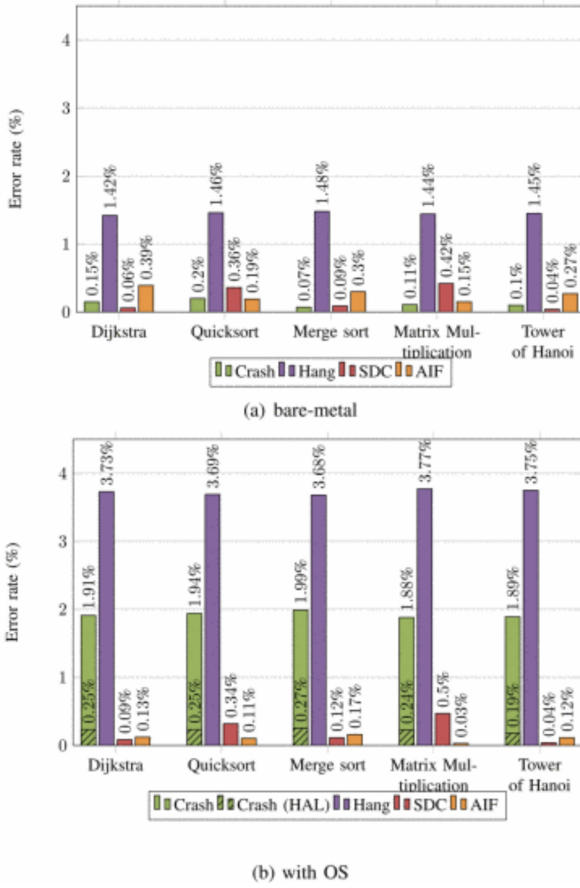 Error rate (%)
4
3
2
1
0
0.15% 1.42% 0.06% 0.39%
0.2% 1.46% 0.36% 0.19%
0.07% 1.48% 0.09% 0.3%
0.11% 1.44% 0.42% 0.15%
0.1% 1.45% 0.04% 0.27%
Dijkstra Quicksort Merge sort Matrix Mul- Tower
tiplication of Hanoi
Crash Hang SDC AIF
(a) bare-metal
Error rate (%)
4
3
2
1
0
1.91% 0.25% 3.73% 0.09% 0.13%
1.94% 0.25% 3.69% 0.34% 0.11%
1.99% 0.27% 3.68% 0.12% 0.17%
1.88% 0.24% 3.77% 0.5% 0.03%
1.89% 0.19% 3.75% 0.04% 0.12%
Dijkstra Quicksort Merge sort Matrix Mul- Tower
tiplication of Hanoi
Crash Crash (HAL) Hang SDC AIF
(b) with OS